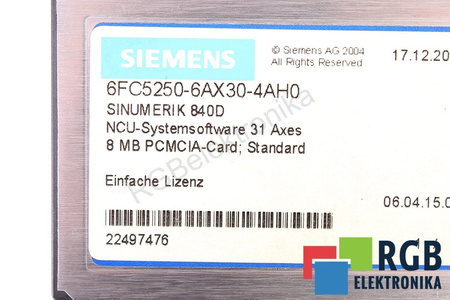 SIEMENS
© Siemens AG 2004
All Rights Reserved
17.12.20
6FC5250-6AX30-4AH0
SINUMERIK 840D
NCU-Systemsoftware 31 Axes
8 MB PCMCIA-Card; Standard
Einfache Lizenz
06.04.15.0
22497476
RGBelektronika
RGB
ELEKTRONIKA